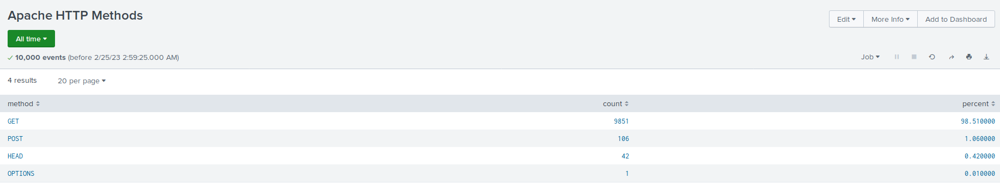 Apache HTTP Methods
Edit More Info Add to Dashboard
All time
10,000 events (before 2/25/23 2:59:25.000 AM)
Job
4 results 20 per page
method count percent
GET 9851 98.510000
POST 106 1.060000
HEAD 42 0.420000
OPTIONS 1 0.010000